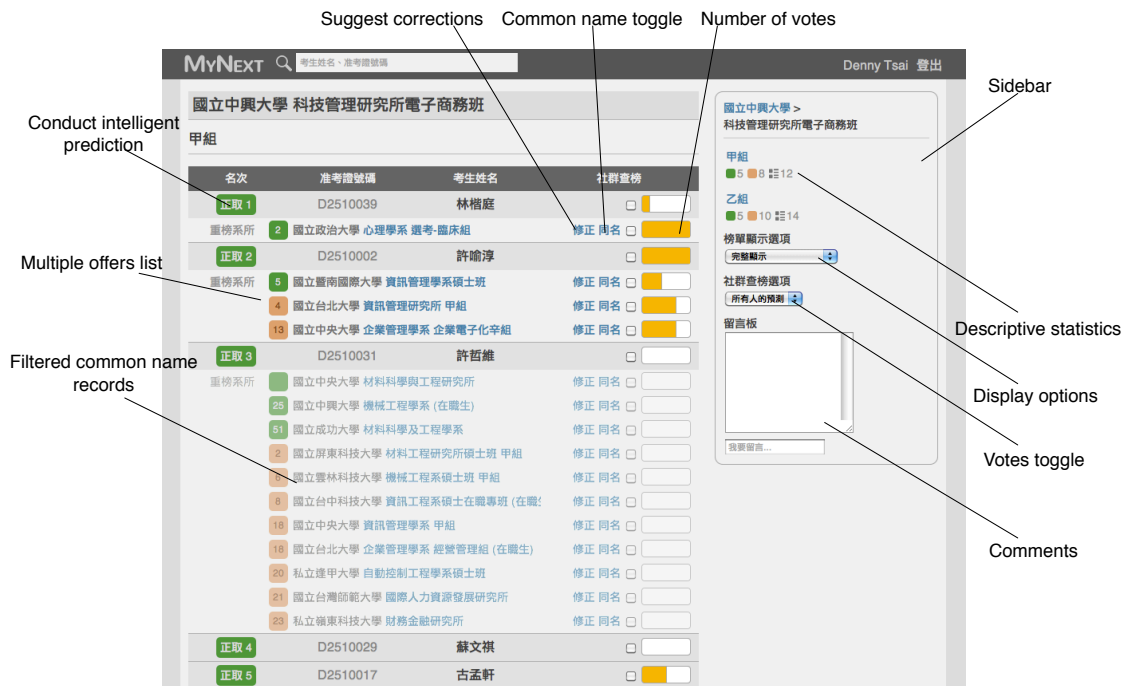 Suggest corrections Common name toggle Number of votes
MyNext 考生姓名、准考證號碼 Denny Tsai 登出
Sidebar
Conduct intelligent
prediction
Multiple offers list
Filtered common name
records
國立中興大學 科技管理研究所電子商務班
甲組
名次 准考證號碼 考生姓名 社群查榜
正取 1 D2510039 林楷庭
重榜系所 2 國立政治大學 心理學系 選考-臨床組 修正 同名
正取 2 D2510002 許喻淳
重榜系所 5 國立暨南國際大學 資訊管理學系碩士班 修正 同名
4 國立台北大學 資訊管理研究所 甲組 修正 同名
13 國立中央大學 企業管理學系 企業電子化辛組 修正 同名
正取 3 D2510031 許哲維
重榜系所 國立中央大學 材料科學與工程研究所 修正 同名
25 國立中興大學 機械工程學系 (在職生) 修正 同名
51 國立成功大學 材料科學及工程學系 修正 同名
2 國立屏東科技大學 材料工程研究所碩士班 甲組 修正 同名
6 國立雲林科技大學 機械工程系碩士班 甲組 修正 同名
8 國立台中科技大學 資訊工程系碩士在職專班 (在職 修正 同名
18 國立中央大學 資訊管理學系 甲組 修正 同名
18 國立台北大學 企業管理學系 經營管理組 (在職生) 修正 同名
20 私立逢甲大學 自動控制工程學系碩士班 修正 同名
21 國立台灣師範大學 國際人力資源發展研究所 修正 同名
23 私立嶺東科技大學 財務金融研究所 修正 同名
正取 4 D2510029 蘇文祺
正取 5 D2510017 古孟軒
國立中興大學 >
科技管理研究所電子商務班
甲組
5 8 12
乙組
5 10 14
榜單顯示選項
完整顯示
社群查榜選項
所有人的預測
留言板
我要留言...
Descriptive statistics
Display options
Votes toggle
Comments